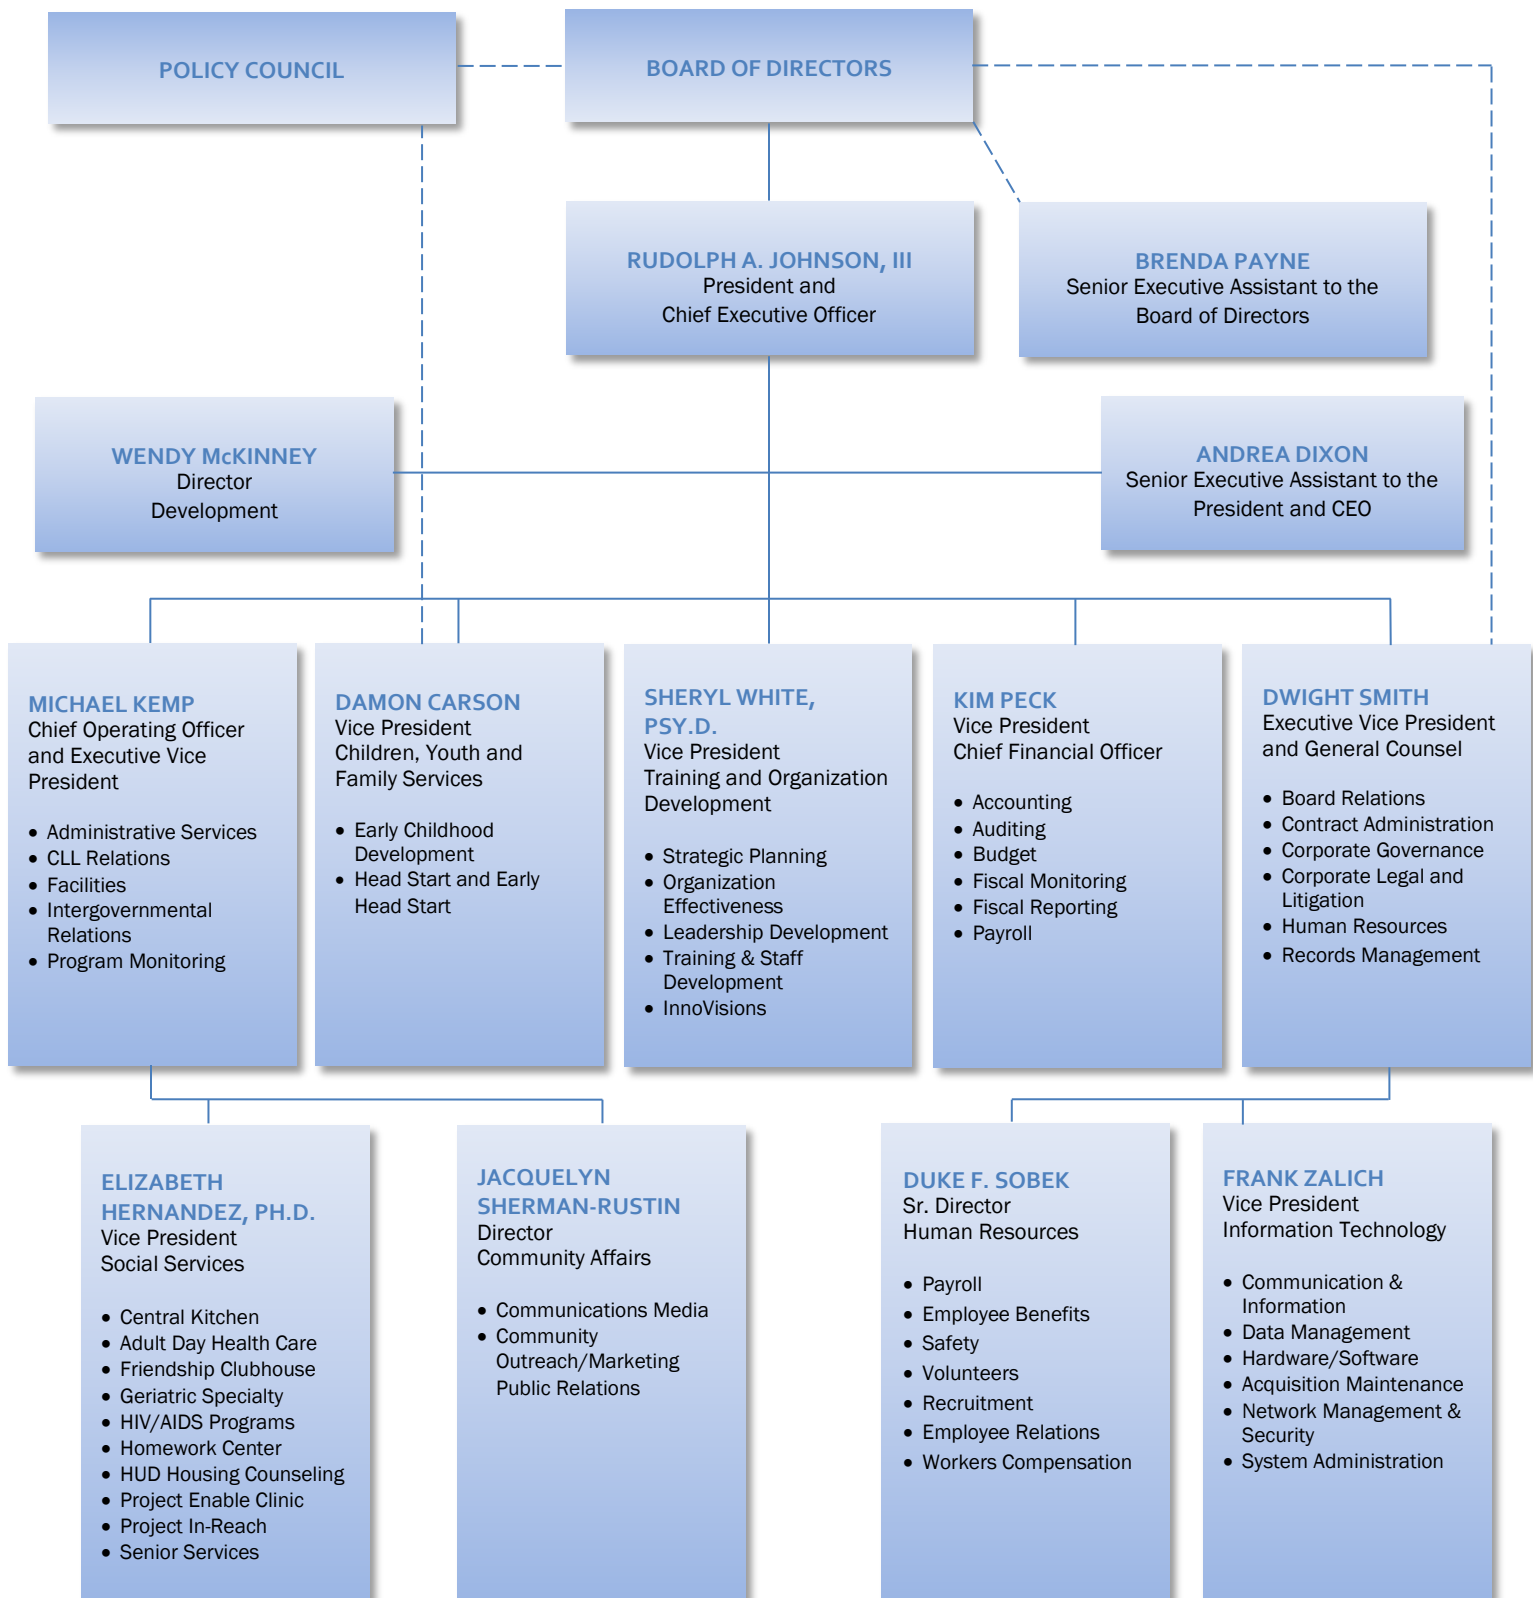 POLICY COUNCIL
BOARD OF DIRECTORS
RUDOLPH A. JOHNSON, III
President and
Chief Executive Officer
BRENDA PAYNE
Senior Executive Assistant to the
Board of Directors
WENDY McKINNEY
Director
Development
ANDREA DIXON
Senior Executive Assistant to the
President and CEO
MICHAEL KEMP
Chief Operating Officer
and Executive Vice
President
• Administrative Services
• CLL Relations
• Facilities
• Intergovernmental
Relations
• Program Monitoring
DAMON CARSON
Vice President
Children, Youth and
Family Services
• Early Childhood
Development
• Head Start and Early
Head Start
SHERYL WHITE,
PSY.D.
Vice President
Training and Organization
Development
• Strategic Planning
• Organization
Effectiveness
• Leadership Development
• Training & Staff
Development
• InnoVisions
KIM PECK
Vice President
Chief Financial Officer
• Accounting
• Auditing
• Budget
• Fiscal Monitoring
• Fiscal Reporting
• Payroll
DWIGHT SMITH
Executive Vice President
and General Counsel
• Board Relations
• Contract Administration
• Corporate Governance
• Corporate Legal and
Litigation
• Human Resources
• Records Management
ELIZABETH
HERNANDEZ, PH.D.
Vice President
Social Services
• Central Kitchen
• Adult Day Health Care
• Friendship Clubhouse
• Geriatric Specialty
• HIV/AIDS Programs
• Homework Center
• HUD Housing Counseling
• Project Enable Clinic
• Project In-Reach
• Senior Services
JACQUELYN
SHERMAN-RUSTIN
Director
Community Affairs
• Communications Media
• Community
Outreach/Marketing
Public Relations
DUKE F. SOBEK
Sr. Director
Human Resources
• Payroll
• Employee Benefits
• Safety
• Volunteers
• Recruitment
• Employee Relations
• Workers Compensation
FRANK ZALICH
Vice President
Information Technology
• Communication &
Information
• Data Management
• Hardware/Software
• Acquisition Maintenance
• Network Management &
Security
• System Administration